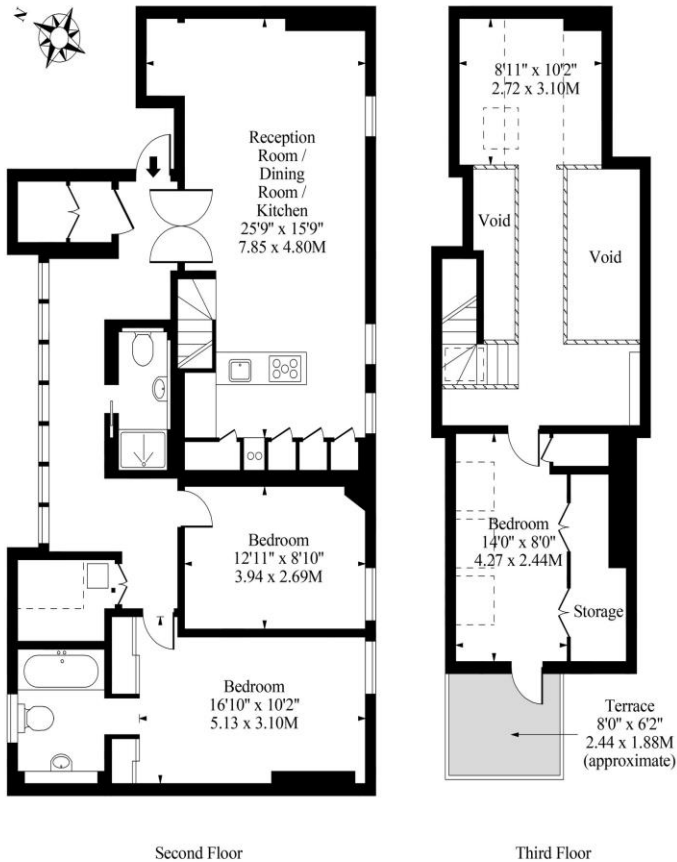 N
Reception
Room /
Dining
Room /
Kitchen
25'9" x 15'9"
7.85 x 4.80M
Bedroom
12'11" x 8'10"
3.94 x 2.69M
Bedroom
16'10" x 10'2"
5.13 x 3.10M
Second Floor
8'11" x 10'2"
2.72 x 3.10M
Void
Void
Bedroom
14'0" x 8'0"
4.27 x 2.44M
Storage
Terrace
8'0" x 6'2"
2.44 x 1.88M
(approximate)
Third Floor